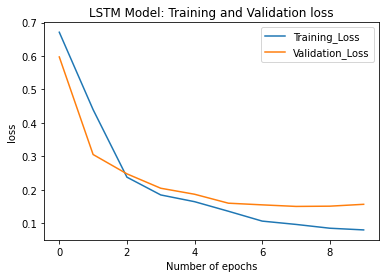 LSTM Model: Training and Validation loss
0.7
0.6
0.5
0.4
0.3
0.2
0.1
loss
Training_Loss
Validation_Loss
0 2 4 6 8
Number of epochs